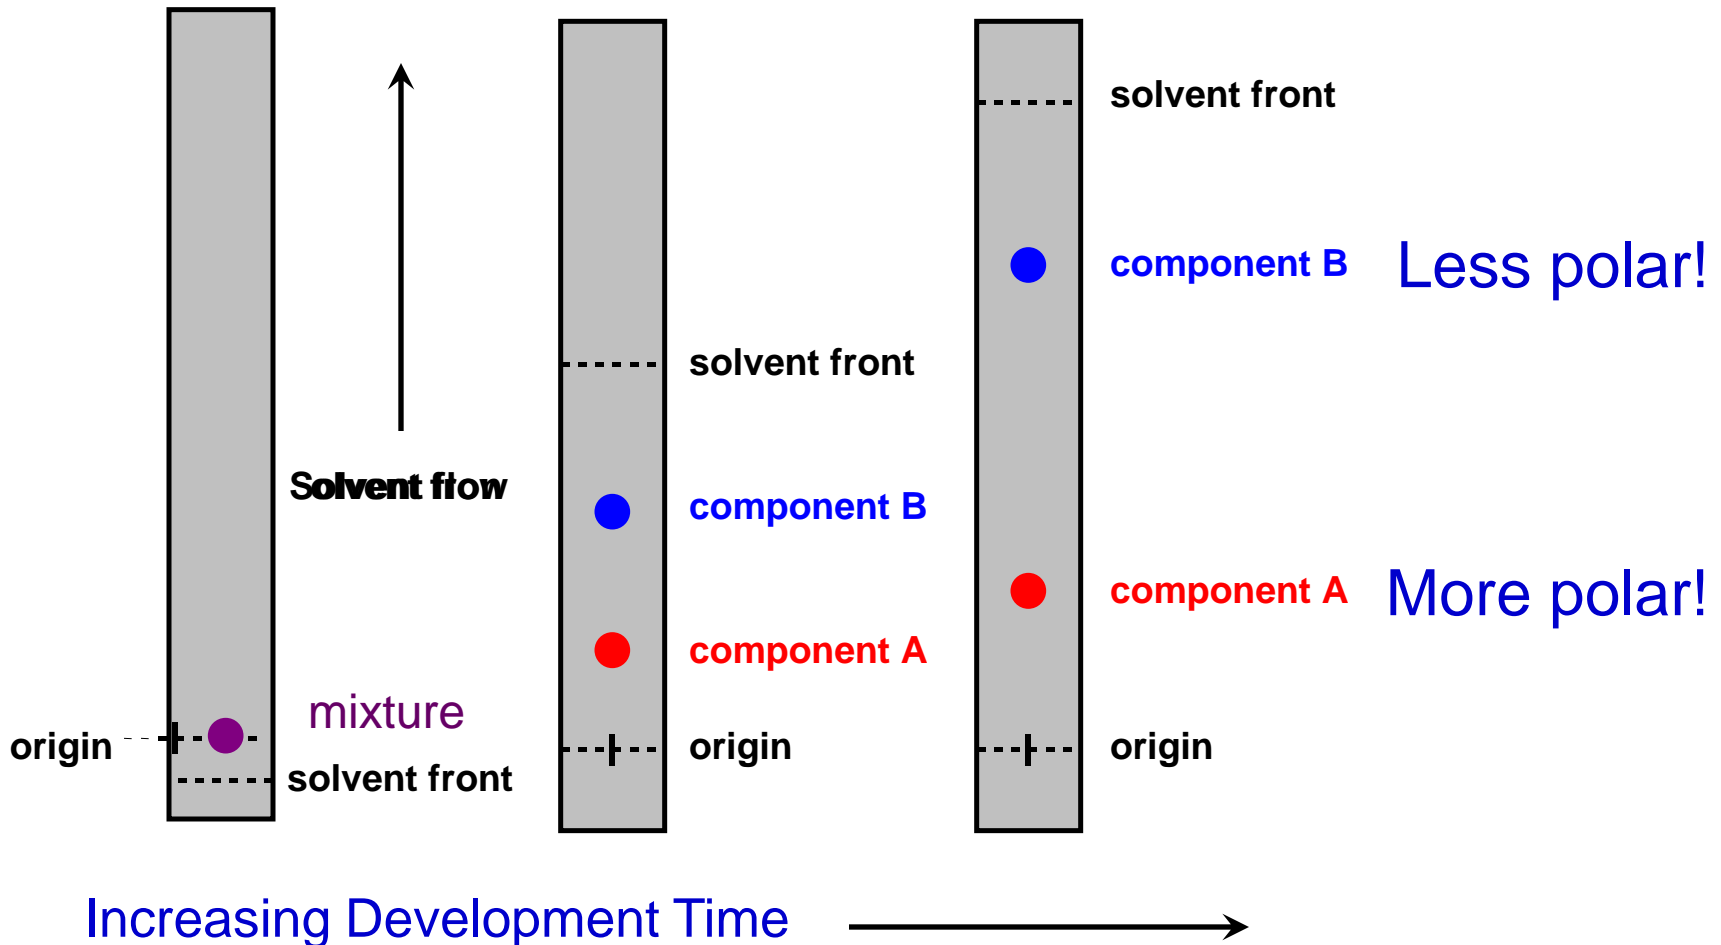 solvent front
component B Less polar!
solvent front
Solvent flow
component B
component A More polar!
component A
mixture
origin
origin
origin
solvent front
Increasing Development Time